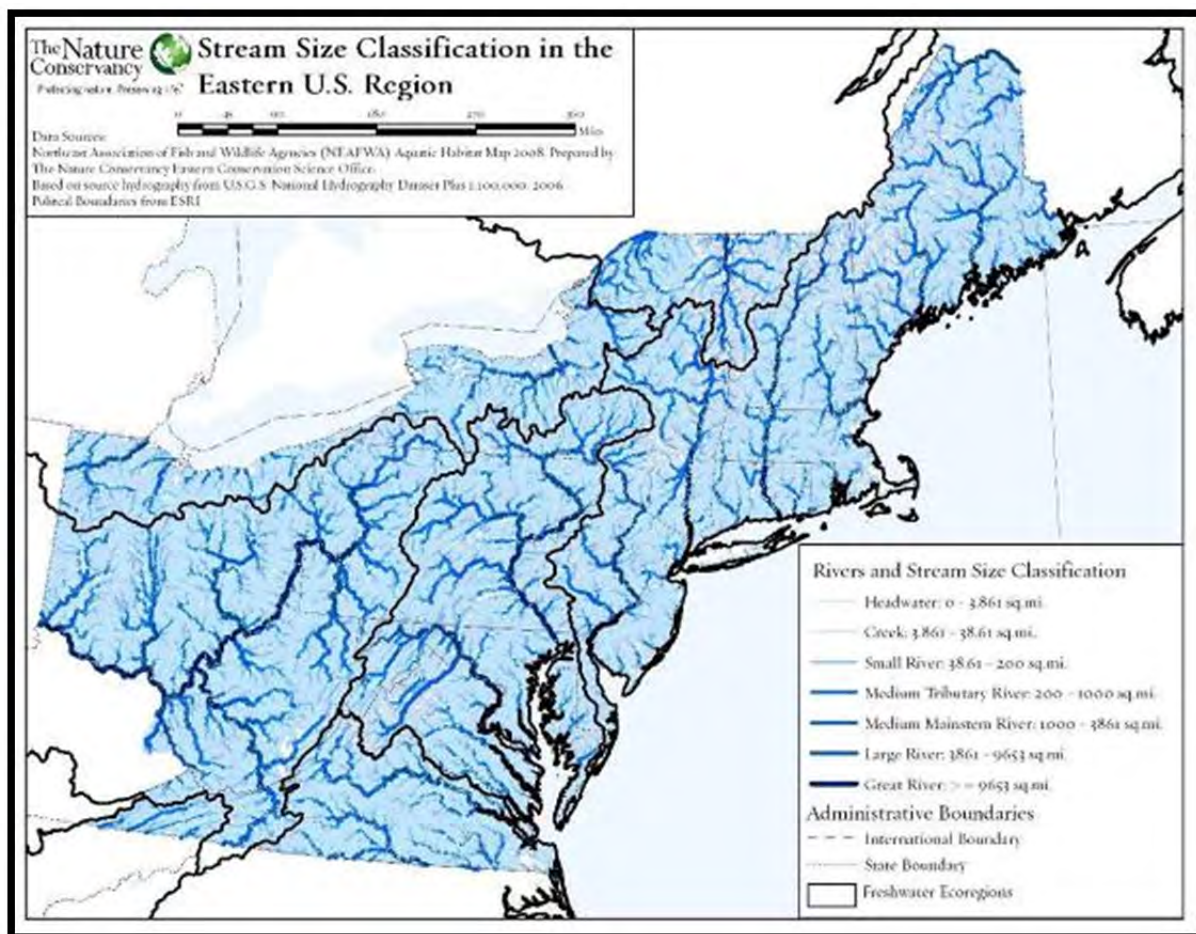 The Nature
Conservancy
Stream Size Classification in the
Eastern U.S. Region
Miles
Data Sources:
Northeast Association of Fish and Wildlife Agencies (NEAFWA) Aquatic Habitat Map 2008. Prepared by
The Nature Conservancy Eastern Conservation Science Office.
Based on source hydrography from U.S.G.S. National Hydrography Dataset Plus 1:100,000, 2006
Political Boundaries from ESRI
Rivers and Stream Size Classification
Headwater: 0 - 3.861 sq.mi.
Creek: 3.861 - 38.61 sq.mi.
Small River: 38.61 - 200 sq.mi.
Medium Tributary River: 200 - 1000 sq.mi.
Medium Mainstem River: 1000 - 3861 sq.mi.
Large River: 3861 - 9653 sq.mi.
Great River: >= 9653 sq.mi.
Administrative Boundaries
International Boundary
State Boundary
Freshwater Ecoregions